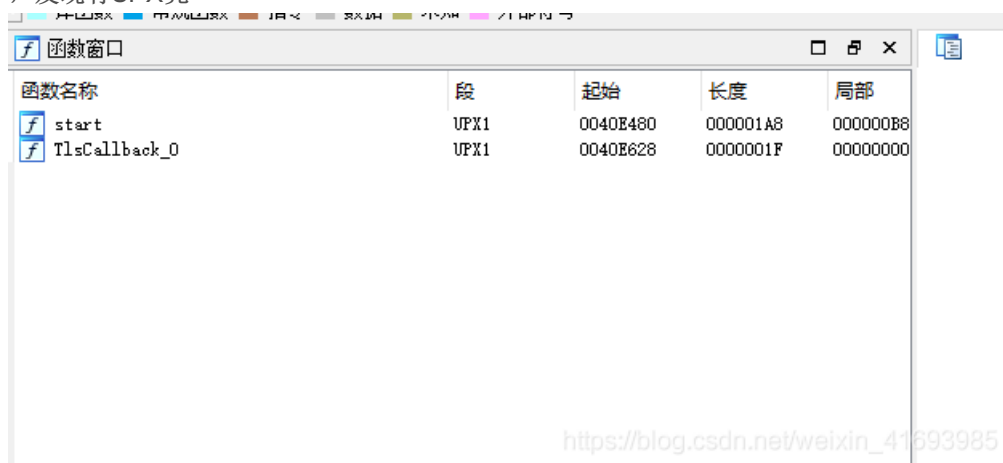 函数窗口
函数名称 段 起始 长度 局部
start UPX1 0040E480 000001A8 000000B8
TlsCallback_0 UPX1 0040E628 0000001F 00000000
https://blog.csdn.net/weixin_41693985